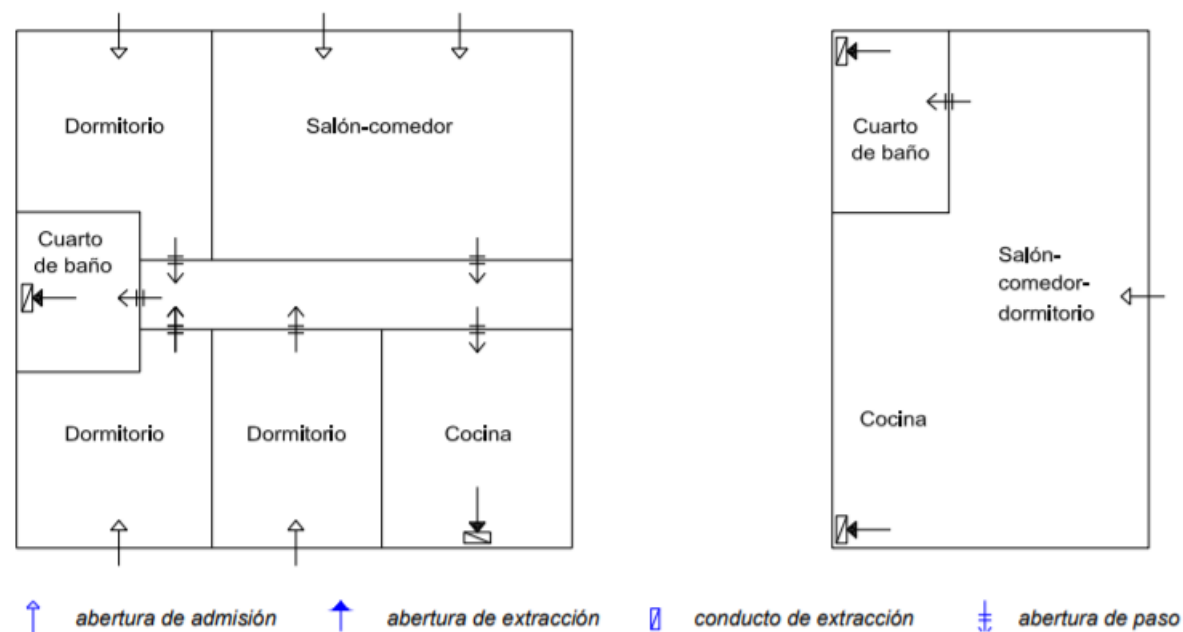 Dormitorio
Salón-comedor
Cuarto
de baño
Dormitorio
Dormitorio
Cocina
Cuarto
de baño
Salón-
comedor-
dormitorio
Cocina
abertura de admisión
abertura de extracción
conducto de extracción
abertura de paso